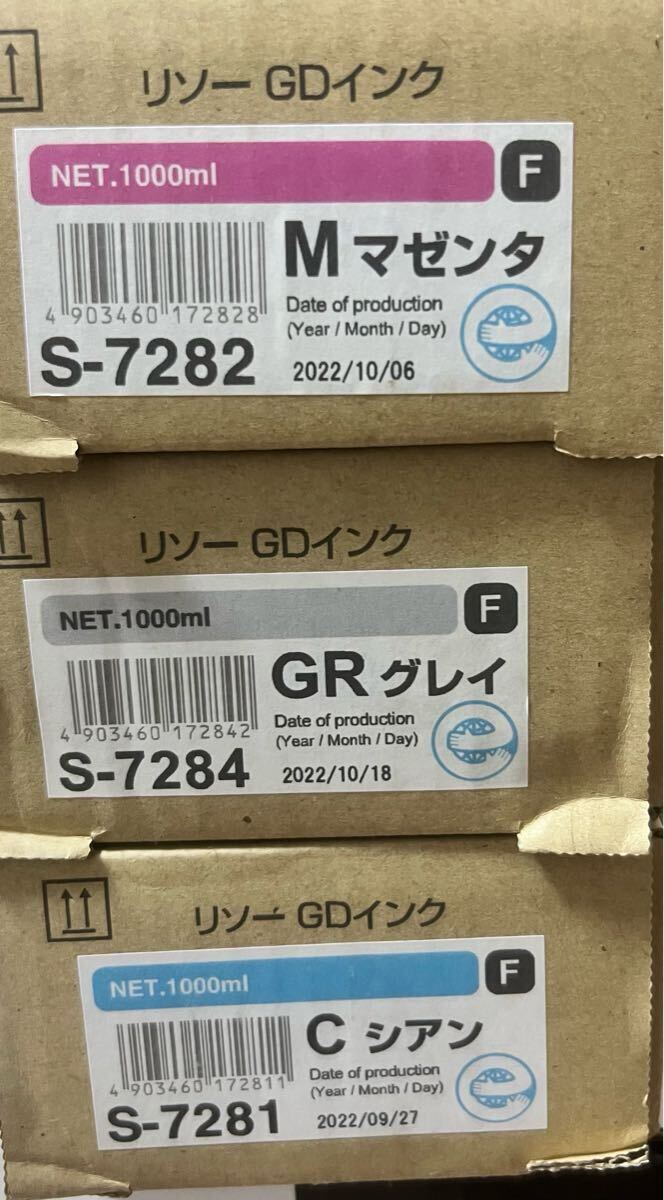 リソー GDインク
NET.1000ml F
M マゼンタ
4 903460 172828
Date of production
(Year / Month / Day)
S-7282 2022/10/06
リソー GDインク
NET.1000ml F
GR グレイ
4 903460 172842
Date of production
(Year / Month / Day)
S-7284 2022/10/18
リソー GDインク
NET.1000ml F
C シアン
4 903460 172811
Date of production
(Year / Month / Day)
S-7281 2022/09/27